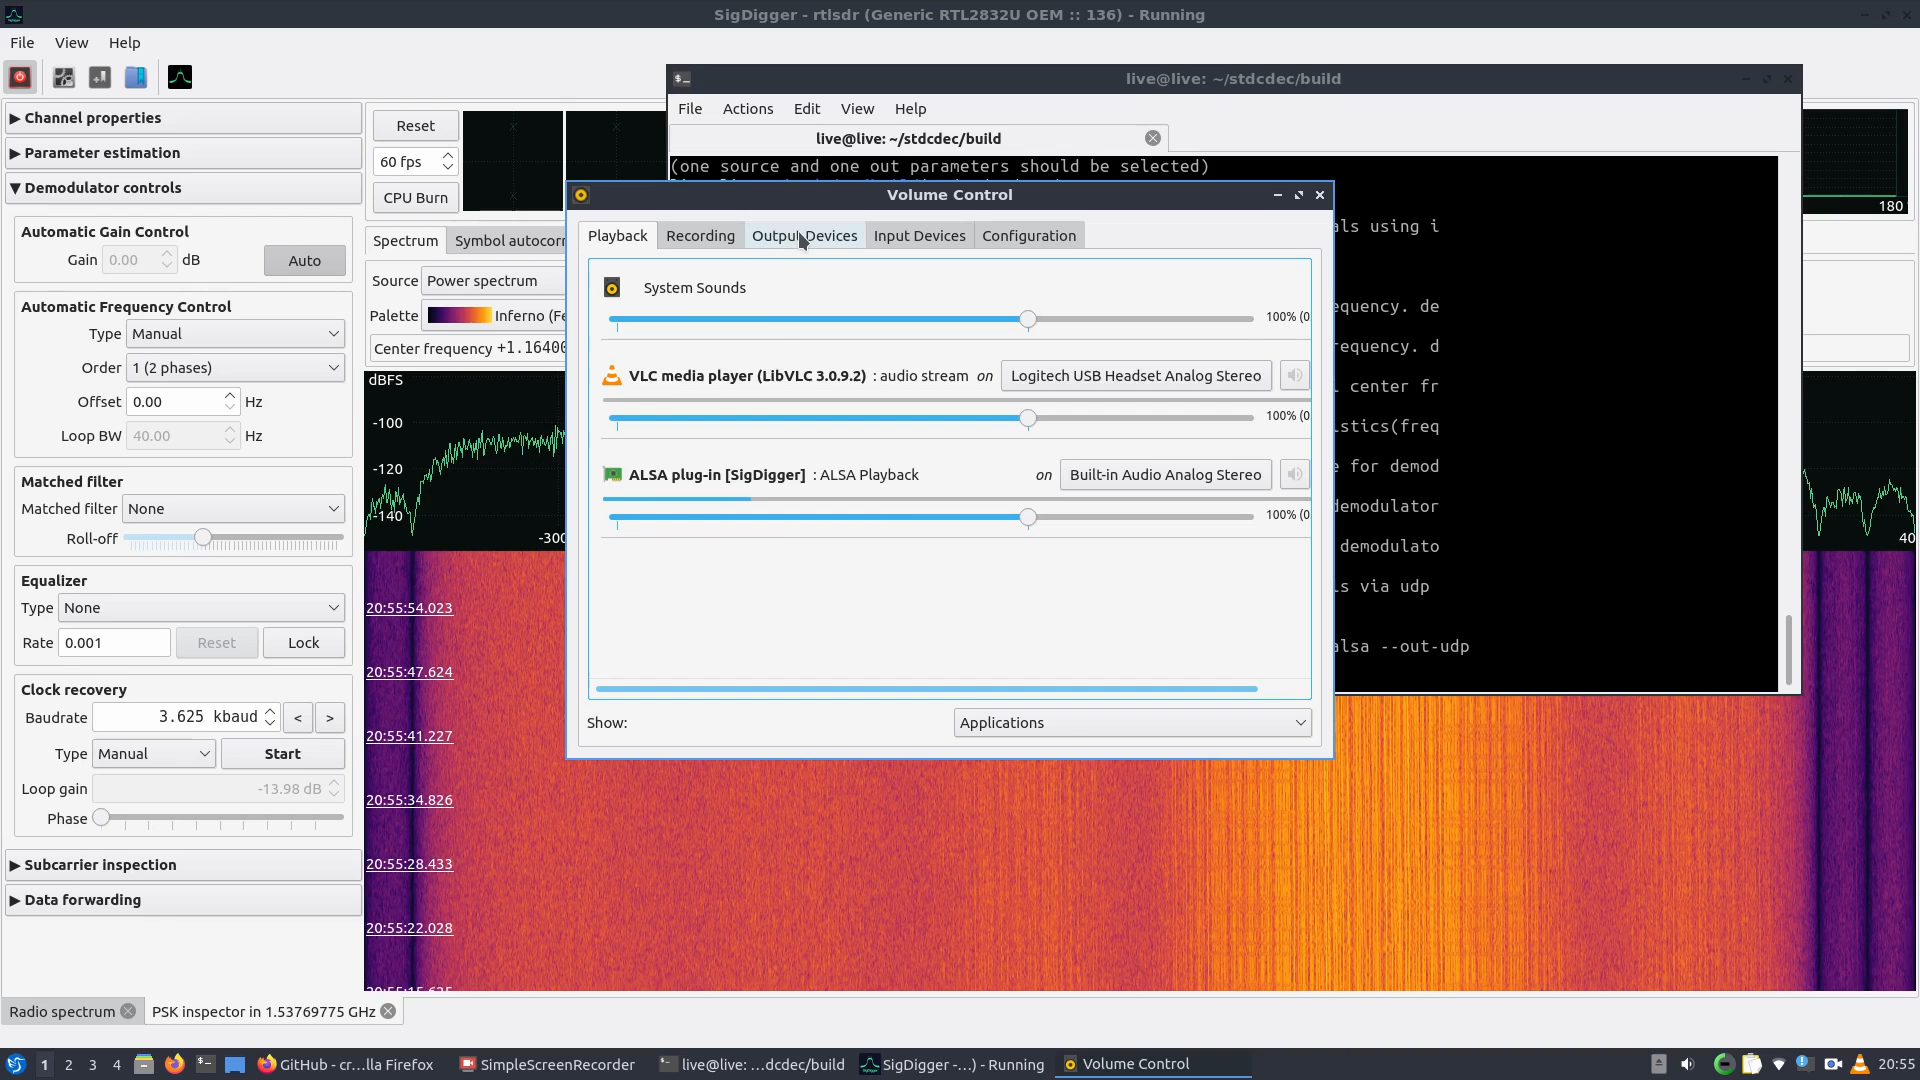 SigDigger - rtlsdr (Generic RTL2832U OEM :: 136) - Running
File View Help
Channel properties
Parameter estimation
Demodulator controls
Automatic Gain Control
Gain 0.00 dB Auto
Automatic Frequency Control
Type Manual
Order 1 (2 phases)
Offset 0.00 Hz
Loop BW 40.00 Hz
Matched filter
Matched filter None
Roll-off
Equalizer
Type None
Rate 0.001 Reset Lock
Clock recovery
Baudrate 3.625 kbaud < >
Type Manual Start
Loop gain -13.98 dB
Phase
Subcarrier inspection
Data forwarding
Reset
60 fps
CPU Burn
180
Spectrum Symbol autocorr
Source Power spectrum
Palette Inferno (Fe
Center frequency +1.16400
dBFS
-100
-120
-140
-300
40
20:55:54.023
20:55:47.624
20:55:41.227
20:55:34.826
20:55:28.433
20:55:22.028
live@live: ~/stdcdec/build
File Actions Edit View Help
live@live: ~/stdcdec/build
(one source and one out parameters should be selected)
als using i
equency. de
requency. d
l center fr
stics(freq
e for demod
demodulator
demodulato
s via udp
alsa --out-udp
Volume Control
Playback Recording Output Devices Input Devices Configuration
System Sounds
100% (0
VLC media player (LibVLC 3.0.9.2) : audio stream on Logitech USB Headset Analog Stereo
100% (0
ALSA plug-in [SigDigger] : ALSA Playback on Built-in Audio Analog Stereo
100% (0
Show: Applications
Radio spectrum PSK inspector in 1.53769775 GHz
1 2 3 4 GitHub - cr...lla Firefox SimpleScreenRecorder live@live: ...dcdec/build SigDigger -...) - Running Volume Control 20:55